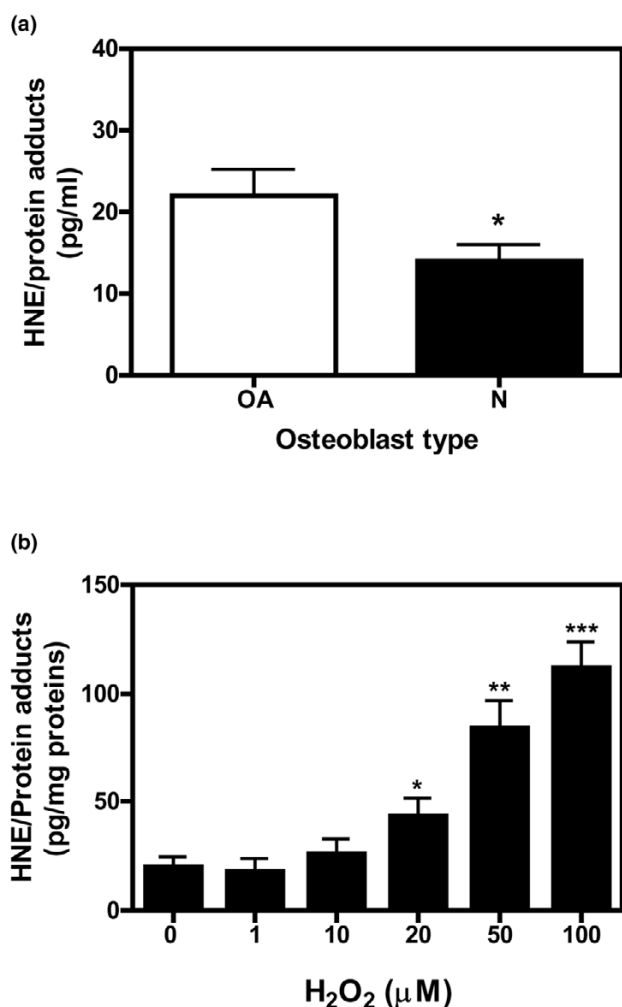 (a)
HNE/protein adducts
(pg/ml)
40
30
20
10
0
*
OA N
Osteoblast type
(b)
HNE/Protein adducts
(pg/mg proteins)
150
100
50
0
*
**
***
0 1 10 20 50 100
H₂O₂ (μM)